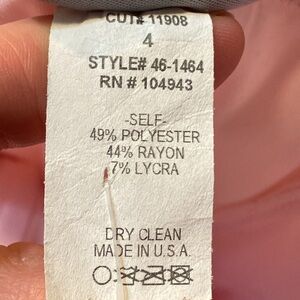 CUT# 11908
4
STYLE# 46-1464
RN # 104943
-SELF-
49% POLYESTER
44% RAYON
7% LYCRA
DRY CLEAN
MADE IN U.S.A.